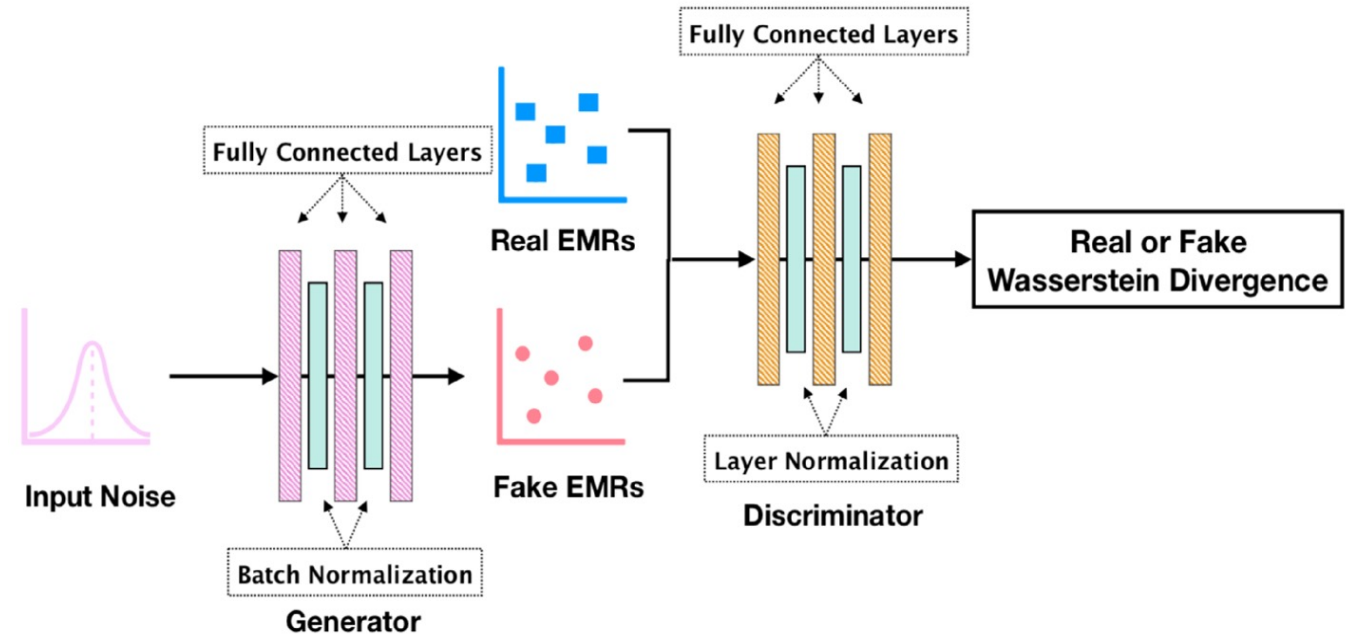 Fully Connected Layers
Fully Connected Layers
Real EMRs
Real or Fake
Wasserstein Divergence
Input Noise
Fake EMRs
Layer Normalization
Discriminator
Batch Normalization
Generator